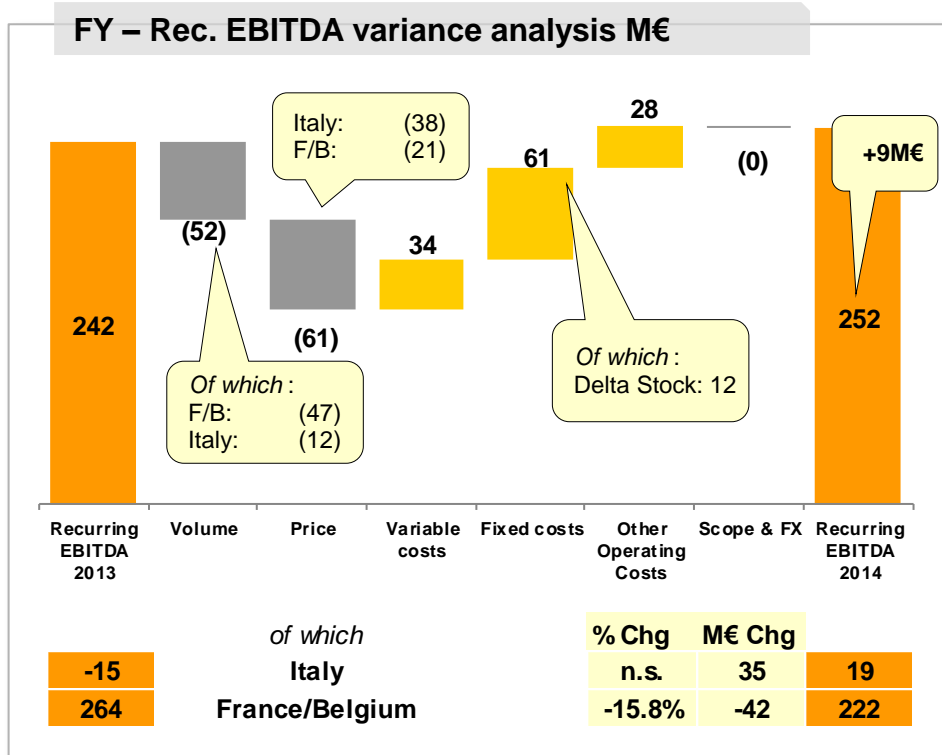 FY – Rec. EBITDA variance analysis M€
Italy: (38)
F/B: (21)
28
+9M€
61
(0)
(52)
34
242
252
(61)
Of which :
Delta Stock: 12
Of which :
F/B: (47)
Italy: (12)
Recurring EBITDA 2013
Volume
Price
Variable costs
Fixed costs
Other Operating Costs
Scope & FX
Recurring EBITDA 2014
of which % Chg M€ Chg
-15 Italy n.s. 35 19
264 France/Belgium -15.8% -42 222